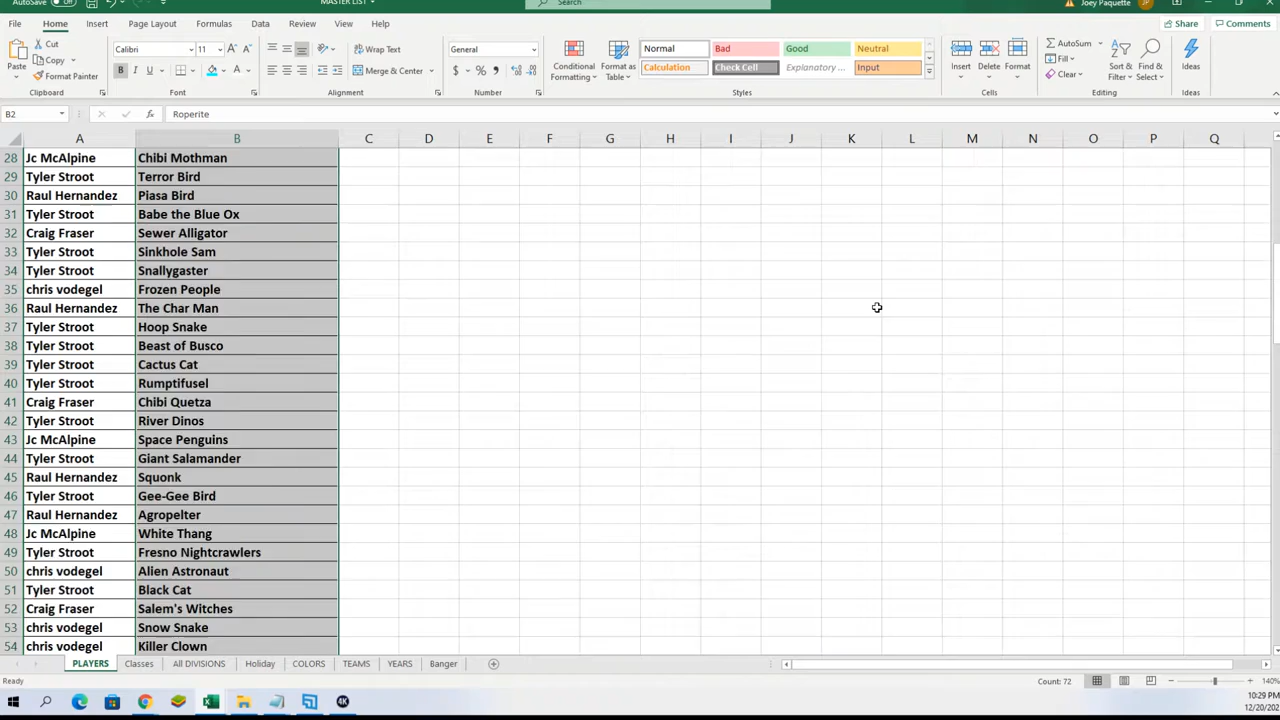 AutoSave Off MASTER LIST Search Joey Paquette JP
File Home Insert Page Layout Formulas Data Review View Help Share Comments
Paste Cut Copy Format Painter Clipboard
Calibri 11 B I U A Font
Wrap Text Merge & Center Alignment
General $ % Number
Conditional Formatting Format as Table
Normal Bad Good Neutral
Calculation Check Cell Explanatory ... Input
Styles
Insert Delete Format Cells
AutoSum Fill Clear Sort & Filter Find & Select Editing
Ideas Ideas
B2 fx Roperite
A B C D E F G H I J K L M N O P Q
28 Jc McAlpine Chibi Mothman
29 Tyler Stroot Terror Bird
30 Raul Hernandez Piasa Bird
31 Tyler Stroot Babe the Blue Ox
32 Craig Fraser Sewer Alligator
33 Tyler Stroot Sinkhole Sam
34 Tyler Stroot Snallygaster
35 chris vodegel Frozen People
36 Raul Hernandez The Char Man
37 Tyler Stroot Hoop Snake
38 Tyler Stroot Beast of Busco
39 Tyler Stroot Cactus Cat
40 Tyler Stroot Rumptifusel
41 Craig Fraser Chibi Quetza
42 Tyler Stroot River Dinos
43 Jc McAlpine Space Penguins
44 Tyler Stroot Giant Salamander
45 Raul Hernandez Squonk
46 Tyler Stroot Gee-Gee Bird
47 Raul Hernandez Agropelter
48 Jc McAlpine White Thang
49 Tyler Stroot Fresno Nightcrawlers
50 chris vodegel Alien Astronaut
51 Tyler Stroot Black Cat
52 Craig Fraser Salem's Witches
53 chris vodegel Snow Snake
54 chris vodegel Killer Clown
PLAYERS Classes All DIVISIONS Holiday COLORS TEAMS YEARS Banger
Ready Count: 72 140%
4K 10:29 PM
12/20/202